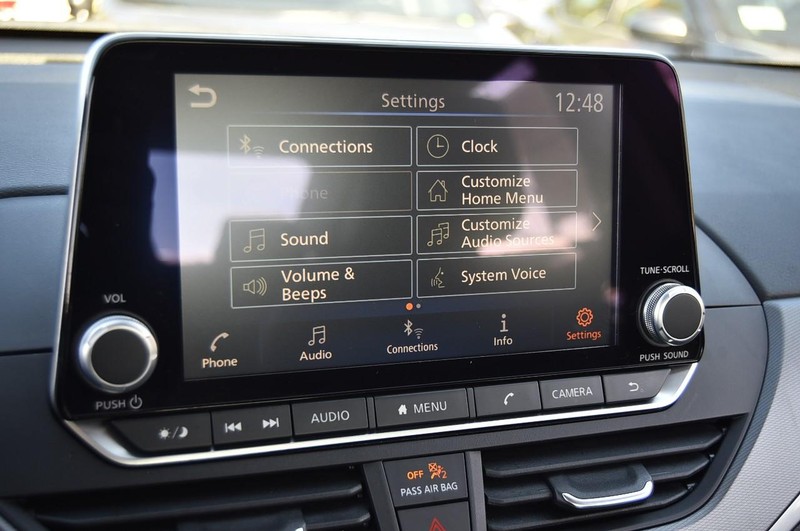 Settings
12:48
Connections
Clock
Customize
Home Menu
Sound
Customize
Audio Sources
Volume &
Beeps
System Voice
Phone
Audio
Connections
Info
Settings
VOL
PUSH
TUNE·SCROLL
PUSH SOUND
AUDIO
MENU
CAMERA
OFF
2
PASS AIR BAG